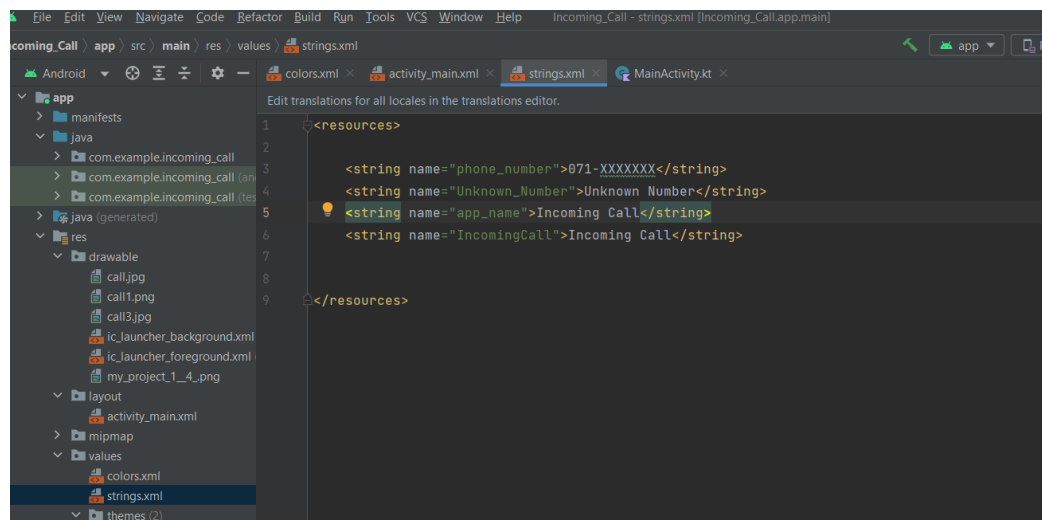 File Edit View Navigate Code Refactor Build Run Tools VCS Window Help Incoming_Call - strings.xml [Incoming_Call.app.main]
ncoming_Call app src main res values strings.xml app
Android colors.xml activity_main.xml strings.xml MainActivity.kt
app
manifests
java
com.example.incoming_call
com.example.incoming_call (an
com.example.incoming_call (tes
java (generated)
res
drawable
call.jpg
call1.png
call3.jpg
ic_launcher_background.xml
ic_launcher_foreground.xml (
my_project_1__4_.png
layout
activity_main.xml
mipmap
values
colors.xml
strings.xml
themes (2)
Edit translations for all locales in the translations editor.
1 <resources>
2
3 <string name="phone_number">071-XXXXXXX</string>
4 <string name="Unknown_Number">Unknown Number</string>
5 <string name="app_name">Incoming Call</string>
6 <string name="IncomingCall">Incoming Call</string>
7
8
9 </resources>